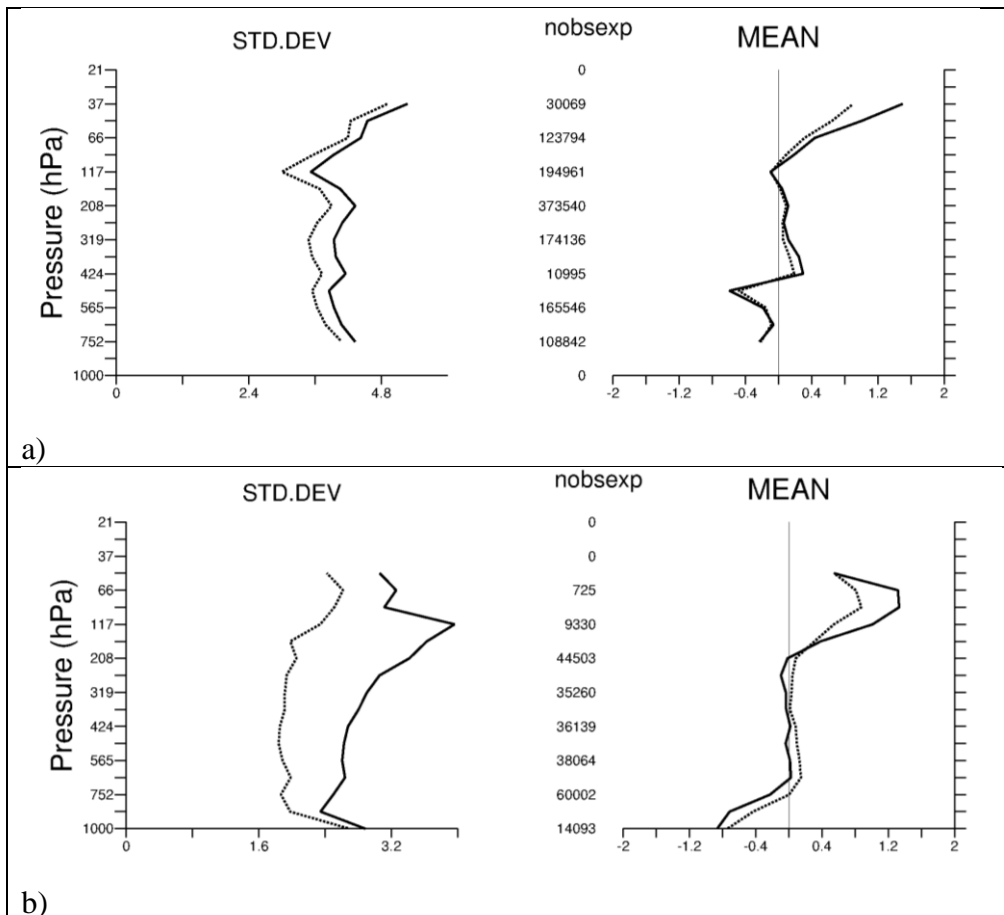 STD.DEV nobsexp MEAN
Pressure (hPa)
21 0
37 30069
66 123794
117 194961
208 373540
319 174136
424 10995
565 165546
752 108842
1000 0
0 2.4 4.8 -2 -1.2 -0.4 0.4 1.2 2
a)
STD.DEV nobsexp MEAN
Pressure (hPa)
21 0
37 0
66 725
117 9330
208 44503
319 35260
424 36139
565 38064
752 60002
1000 14093
0 1.6 3.2 -2 -1.2 -0.4 0.4 1.2 2
b)